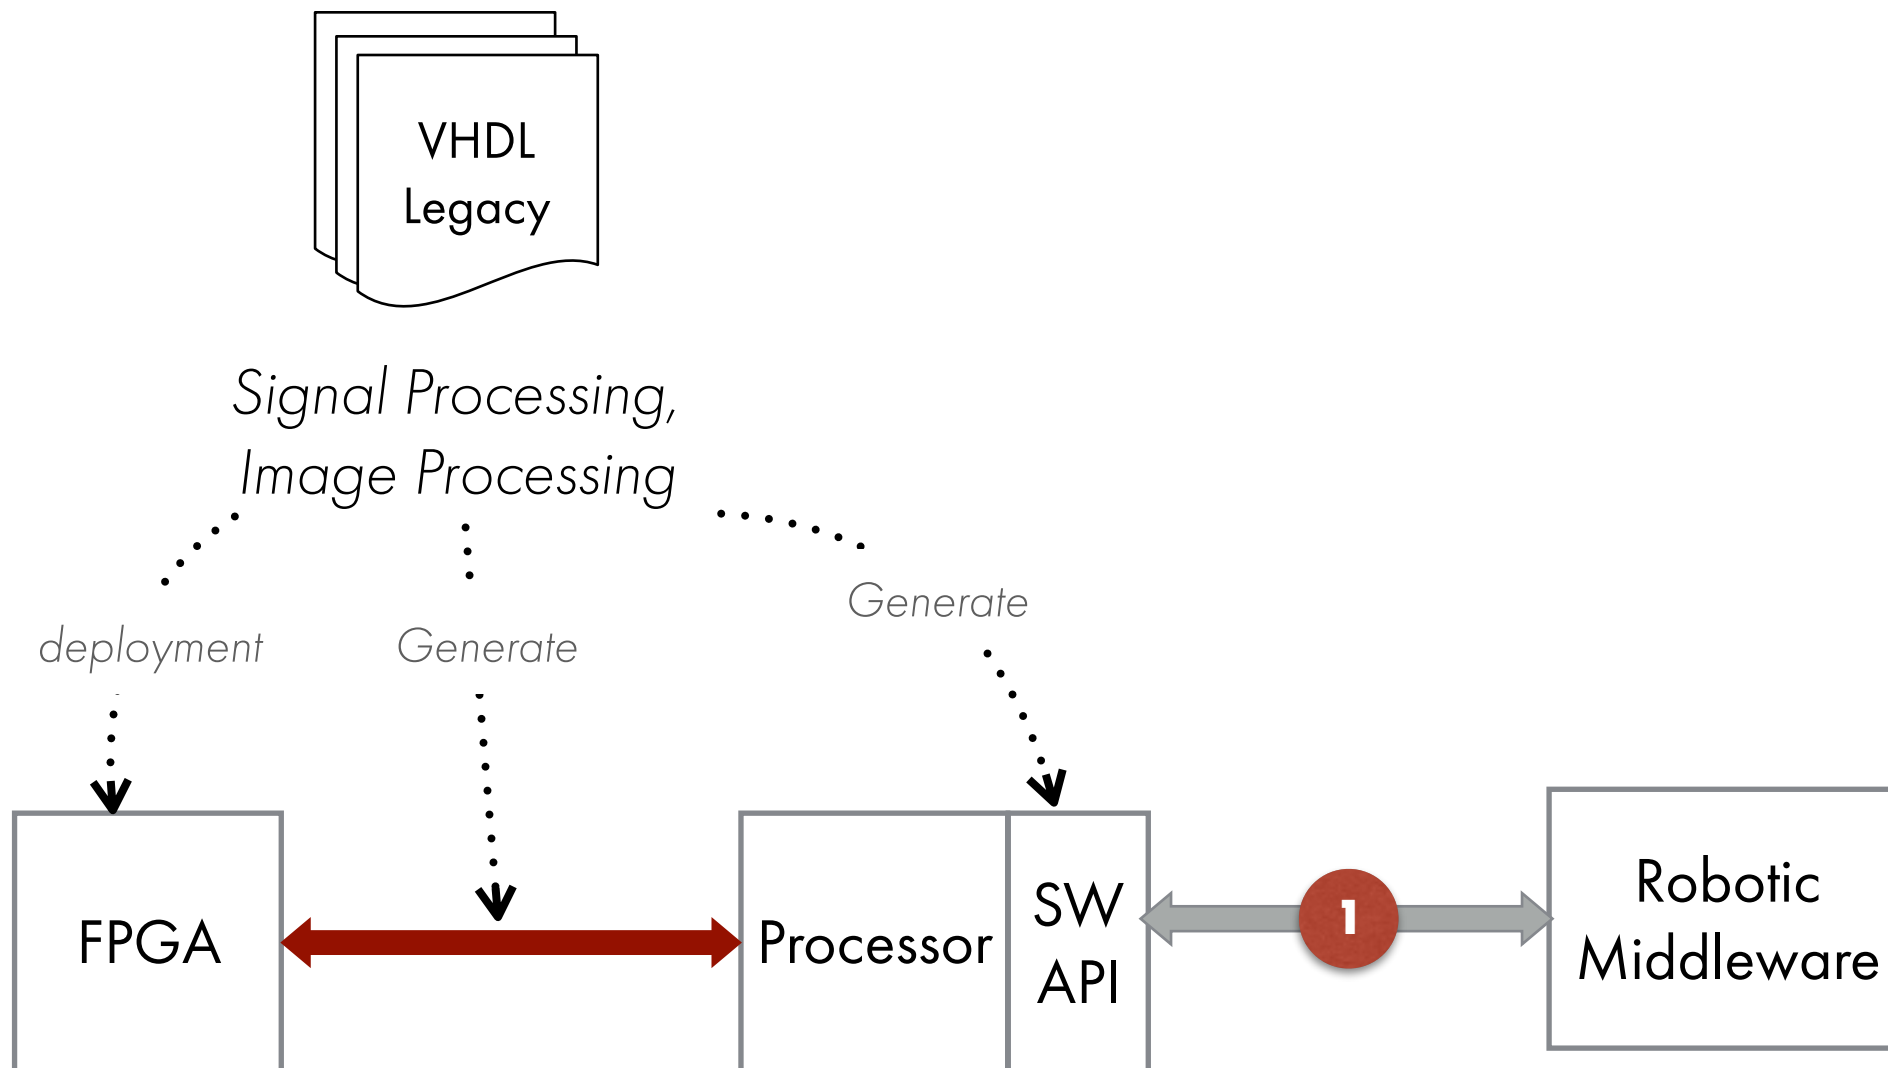 VHDL
Legacy
Signal Processing,
Image Processing
Generate
deployment
Generate
FPGA
Processor
SW
API
1
Robotic
Middleware